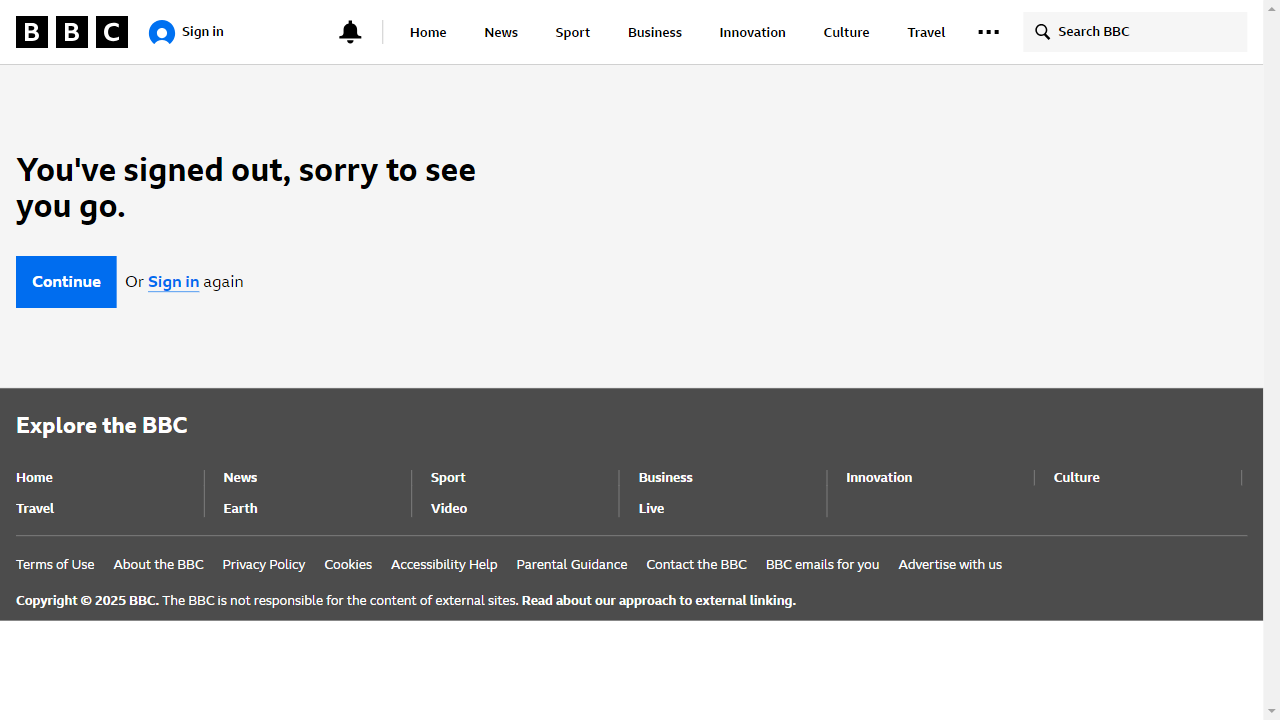 BBC Sign in Home News Sport Business Innovation Culture Travel Search BBC
You've signed out, sorry to see
you go.
Continue Or Sign in again
Explore the BBC
Home News Sport Business Innovation Culture
Travel Earth Video Live
Terms of Use About the BBC Privacy Policy Cookies Accessibility Help Parental Guidance Contact the BBC BBC emails for you Advertise with us
Copyright © 2025 BBC. The BBC is not responsible for the content of external sites. Read about our approach to external linking.